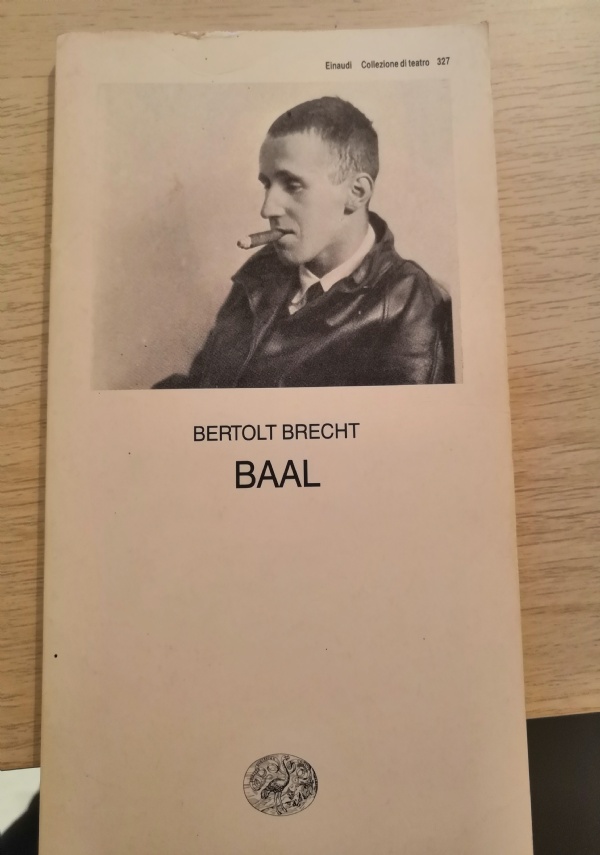 Einaudi Collezione di teatro 327
BERTOLT BRECHT
BAAL